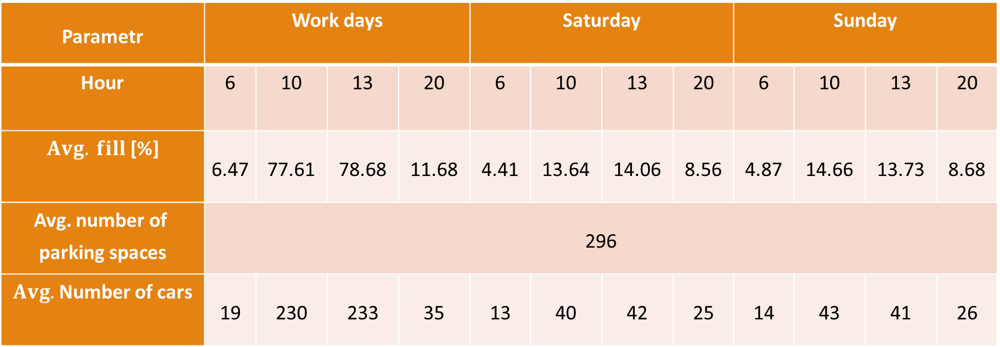 Parametr Work days Saturday Sunday
Hour 6 10 13 20 6 10 13 20 6 10 13 20
Avg. fill [%] 6.47 77.61 78.68 11.68 4.41 13.64 14.06 8.56 4.87 14.66 13.73 8.68
Avg. number of
parking spaces
296
Avg. Number of cars 19 230 233 35 13 40 42 25 14 43 41 26